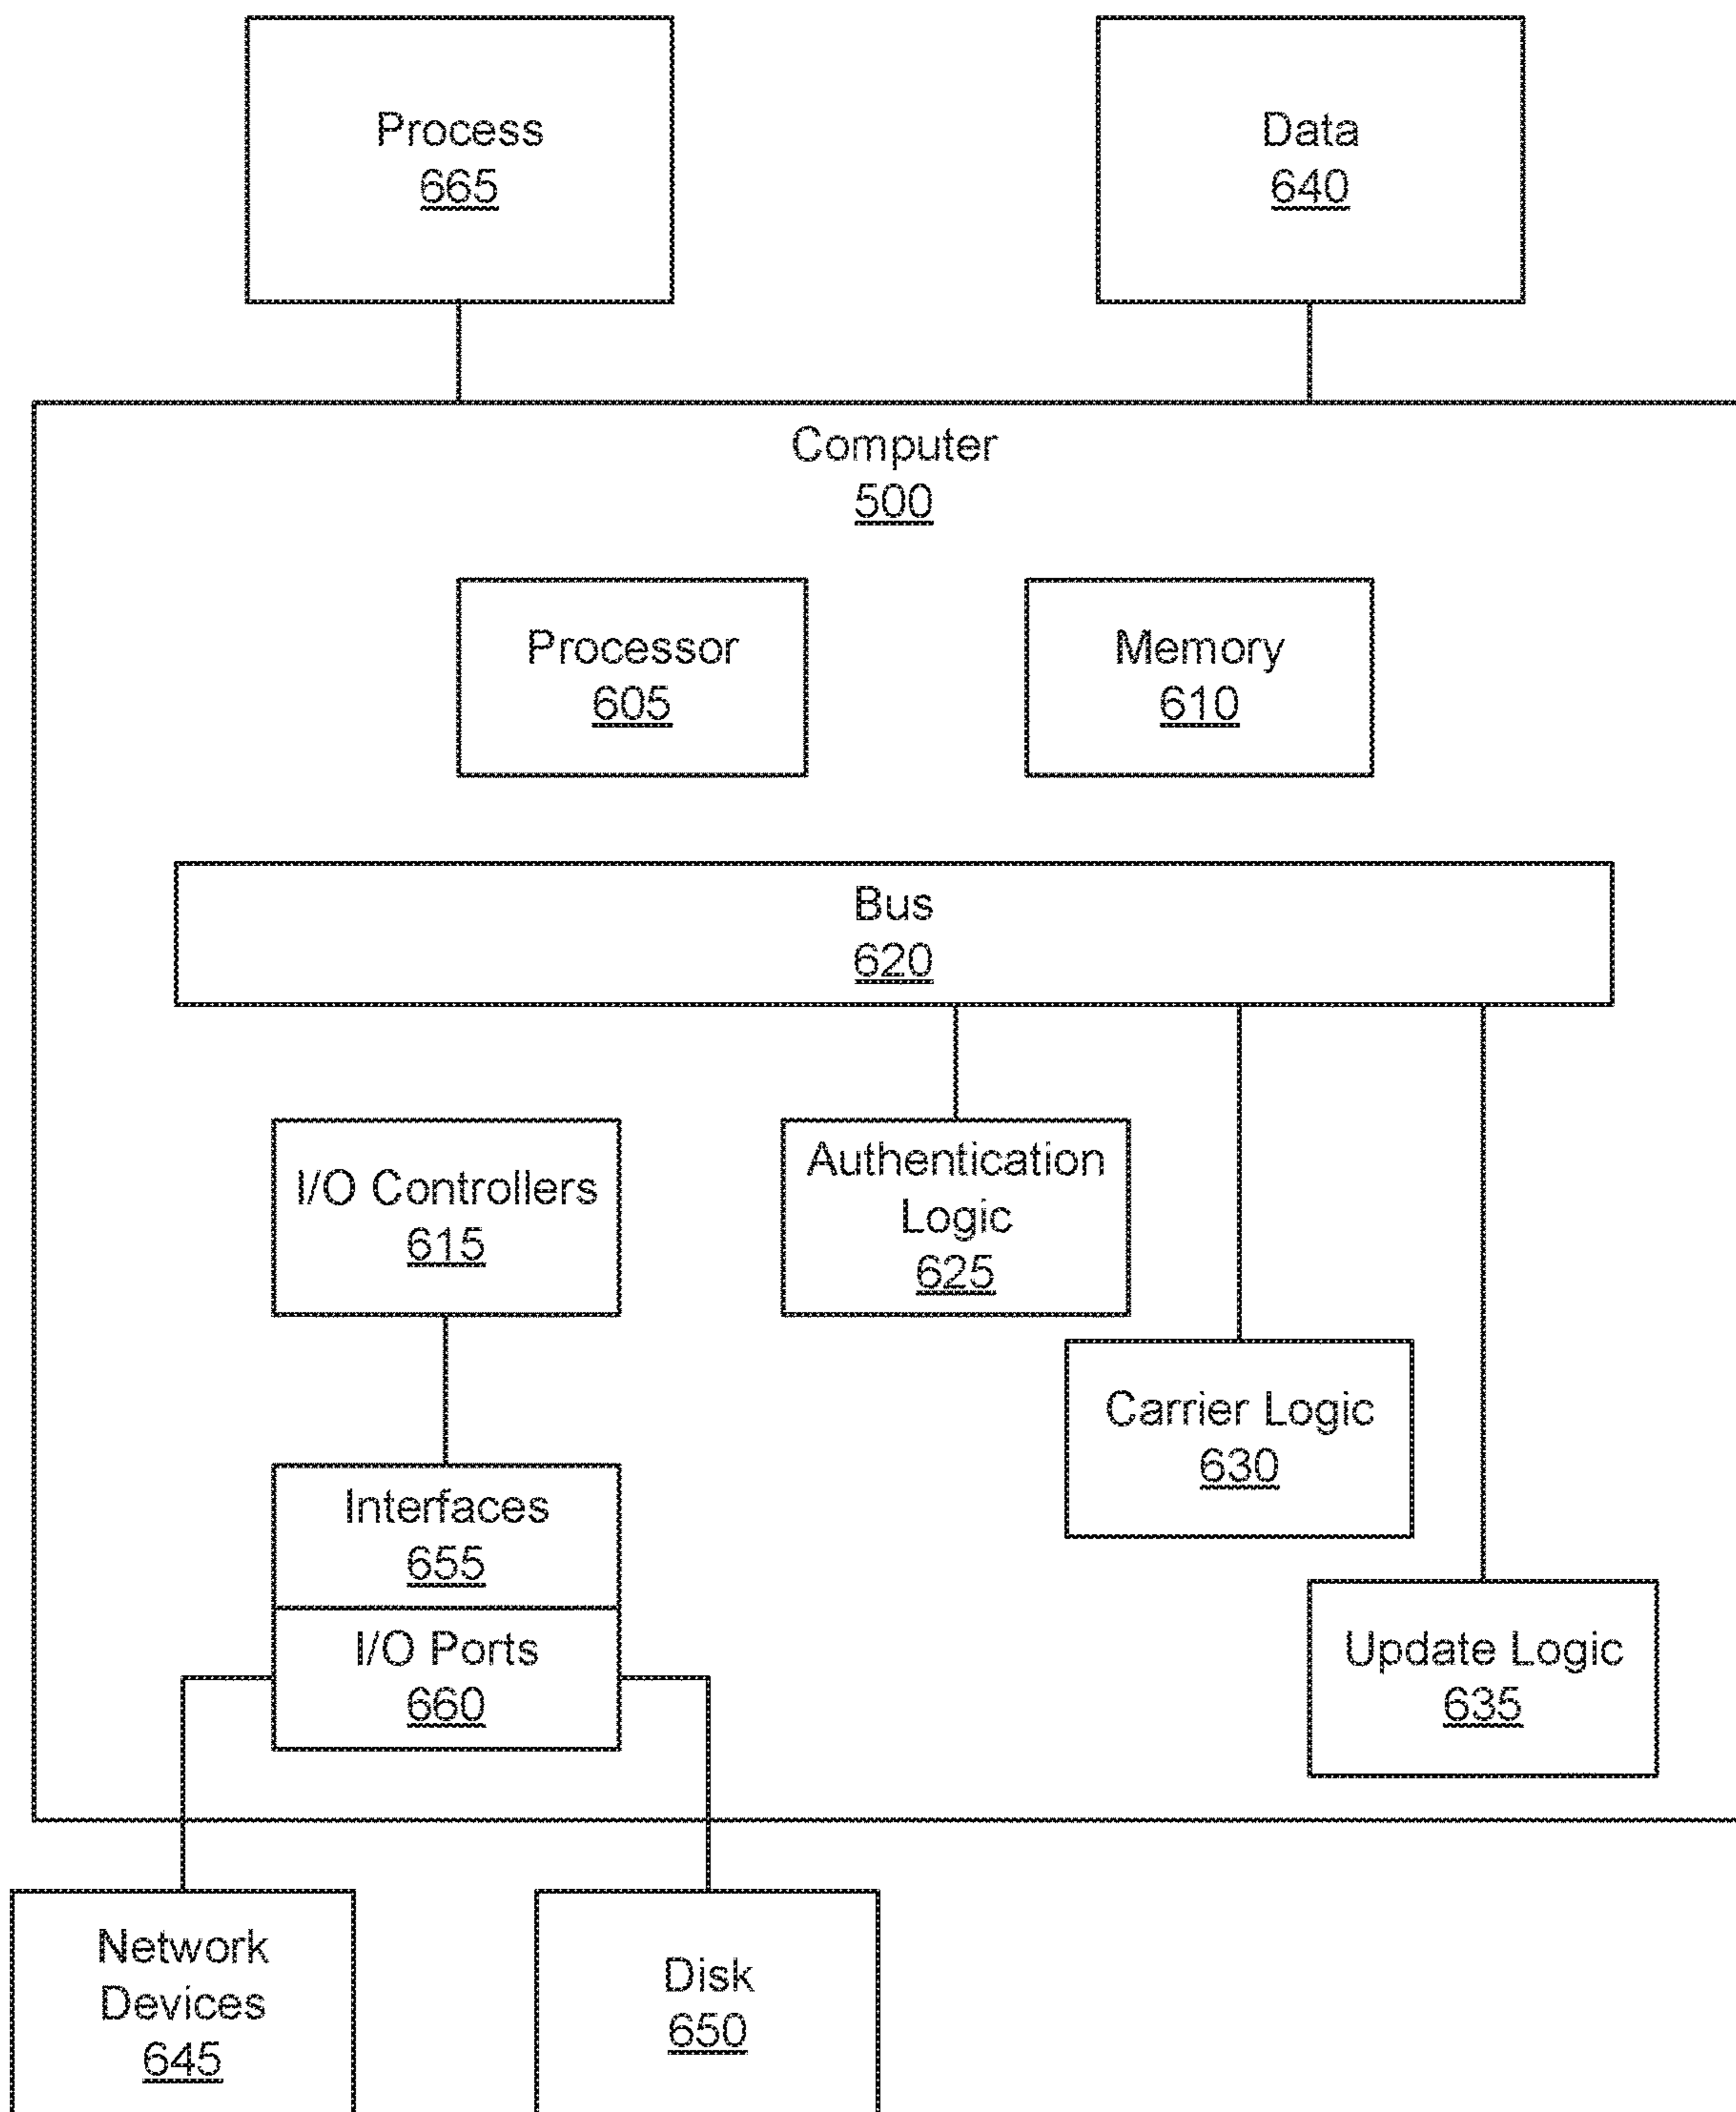 Process
665
Data
640
Computer
500
Processor
605
Memory
610
Bus
620
I/O Controllers
615
Authentication
Logic
625
Carrier Logic
630
Interfaces
655
I/O Ports
660
Update Logic
635
Network
Devices
645
Disk
650